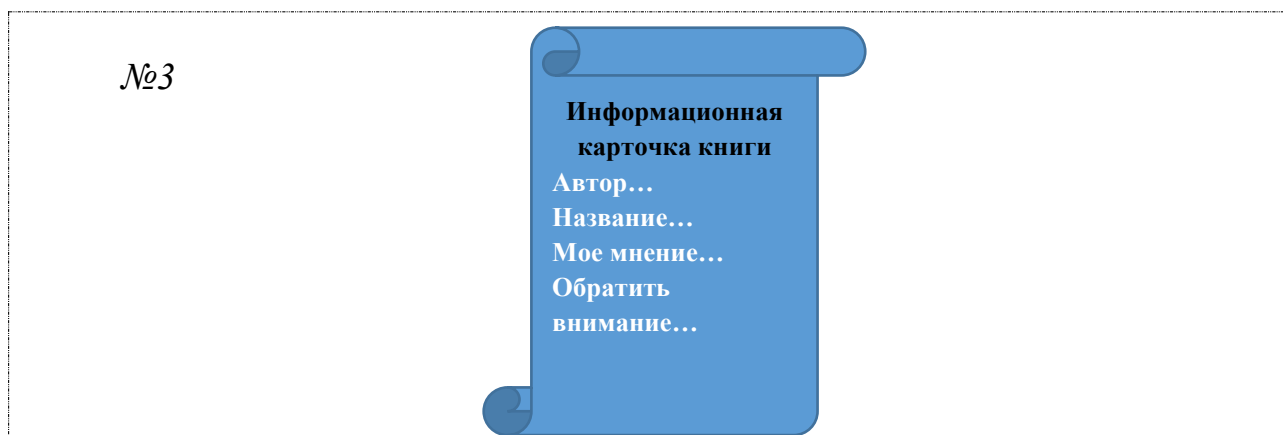 №3
Информационная
карточка книги
Автор…
Название…
Мое мнение…
Обратить
внимание…